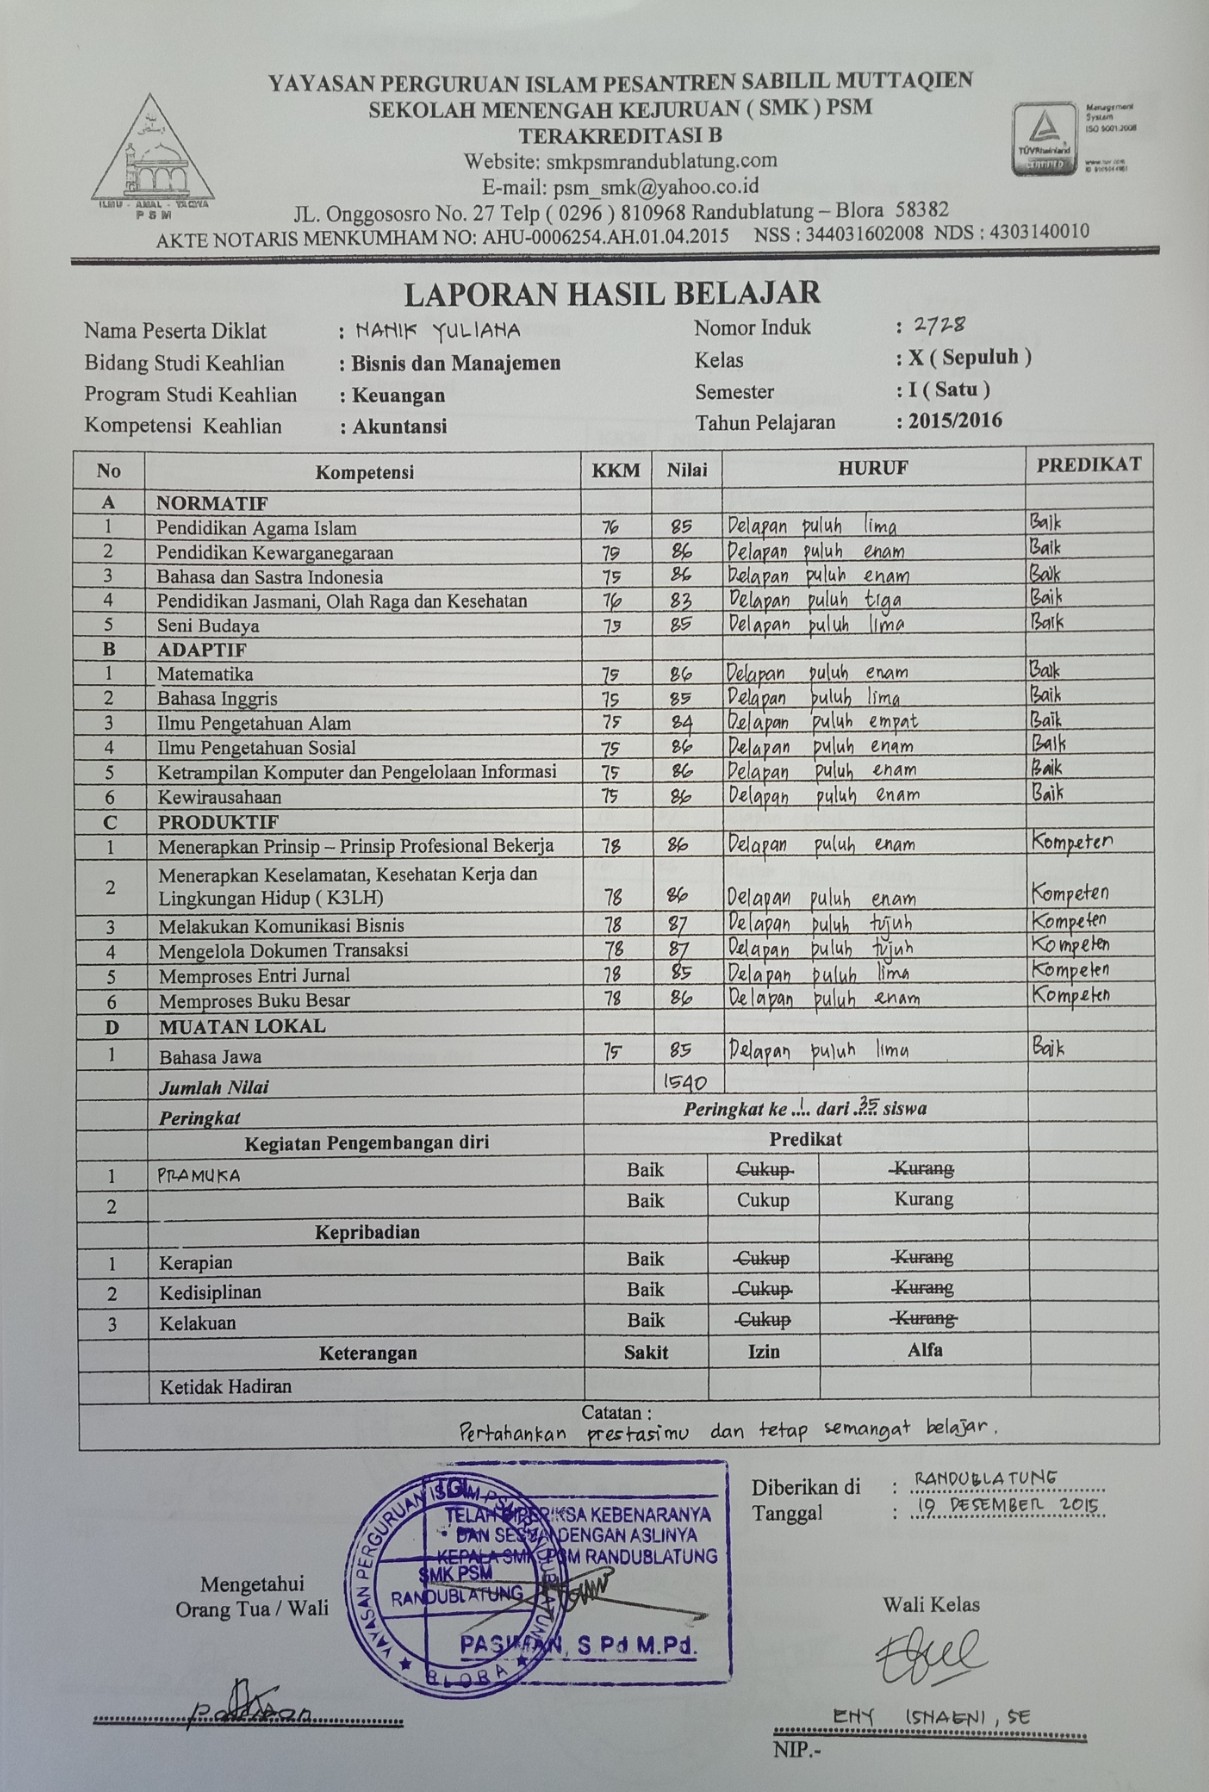 YAYASAN PERGURUAN ISLAM PESANTREN SABILIL MUTTAQIEN
SEKOLAH MENENGAH KEJURUAN ( SMK ) PSM
TERAKREDITASI B
Website: smkpsmrandublatung.com
E-mail: psm_smk@yahoo.co.id
JL. Onggososro No. 27 Telp ( 0296 ) 810968 Randublatung – Blora 58382
AKTE NOTARIS MENKUMHAM NO: AHU-0006254.AH.01.04.2015 NSS : 344031602008 NDS : 4303140010
ILMU - AMAL - TAQWA
P S M
Management
System
ISO 9001:2008
TÜVRheinland
CERTIFIED
www.tuv.com
LAPORAN HASIL BELAJAR
Nama Peserta Diklat : NANIK YULIANA Nomor Induk : 2728
Bidang Studi Keahlian : Bisnis dan Manajemen Kelas : X ( Sepuluh )
Program Studi Keahlian : Keuangan Semester : I ( Satu )
Kompetensi Keahlian : Akuntansi Tahun Pelajaran : 2015/2016
No Kompetensi KKM Nilai HURUF PREDIKAT
A NORMATIF
1 Pendidikan Agama Islam 76 85 Delapan puluh lima Baik
2 Pendidikan Kewarganegaraan 79 86 Delapan puluh enam Baik
3 Bahasa dan Sastra Indonesia 75 86 Delapan puluh enam Baik
4 Pendidikan Jasmani, Olah Raga dan Kesehatan 76 83 Delapan puluh tiga Baik
5 Seni Budaya 75 85 Delapan puluh lima Baik
B ADAPTIF
1 Matematika 75 86 Delapan puluh enam Baik
2 Bahasa Inggris 75 85 Delapan puluh lima Baik
3 Ilmu Pengetahuan Alam 75 84 Delapan puluh empat Baik
4 Ilmu Pengetahuan Sosial 75 86 Delapan puluh enam Baik
5 Ketrampilan Komputer dan Pengelolaan Informasi 75 86 Delapan puluh enam Baik
6 Kewirausahaan 75 86 Delapan puluh enam Baik
C PRODUKTIF
1 Menerapkan Prinsip – Prinsip Profesional Bekerja 78 86 Delapan puluh enam Kompeten
2 Menerapkan Keselamatan, Kesehatan Kerja dan
Lingkungan Hidup ( K3LH) 78 86 Delapan puluh enam Kompeten
3 Melakukan Komunikasi Bisnis 78 87 Delapan puluh tujuh Kompeten
4 Mengelola Dokumen Transaksi 78 87 Delapan puluh tujuh Kompeten
5 Memproses Entri Jurnal 78 85 Delapan puluh lima Kompeten
6 Memproses Buku Besar 78 86 Delapan puluh enam Kompeten
D MUATAN LOKAL
1 Bahasa Jawa 75 85 Delapan puluh lima Baik
Jumlah Nilai 1540
Peringkat Peringkat ke 1 dari 35 siswa
Kegiatan Pengembangan diri Predikat
1 PRAMUKA Baik Cukup Kurang
2 Baik Cukup Kurang
Kepribadian
1 Kerapian Baik Cukup Kurang
2 Kedisiplinan Baik Cukup Kurang
3 Kelakuan Baik Cukup Kurang
Keterangan Sakit Izin Alfa
Ketidak Hadiran
Catatan :
Pertahankan prestasimu dan tetap semangat belajar.
Diberikan di : RANDUBLATUNG
Tanggal : 19 DESEMBER 2015
TGL
TELAH DIPERIKSA KEBENARANYA
DAN SESUAI DENGAN ASLINYA
KEPALA SMK PSM RANDUBLATUNG
SMK PSM
RANDUBLATUNG
YAYASAN PERGURUAN ISLAM PSM RANDUBLATUNG
BLORA
PASIMAN, S Pd M.Pd.
Mengetahui
Orang Tua / Wali
Wali Kelas
ENY ISNAENI, SE
NIP.-